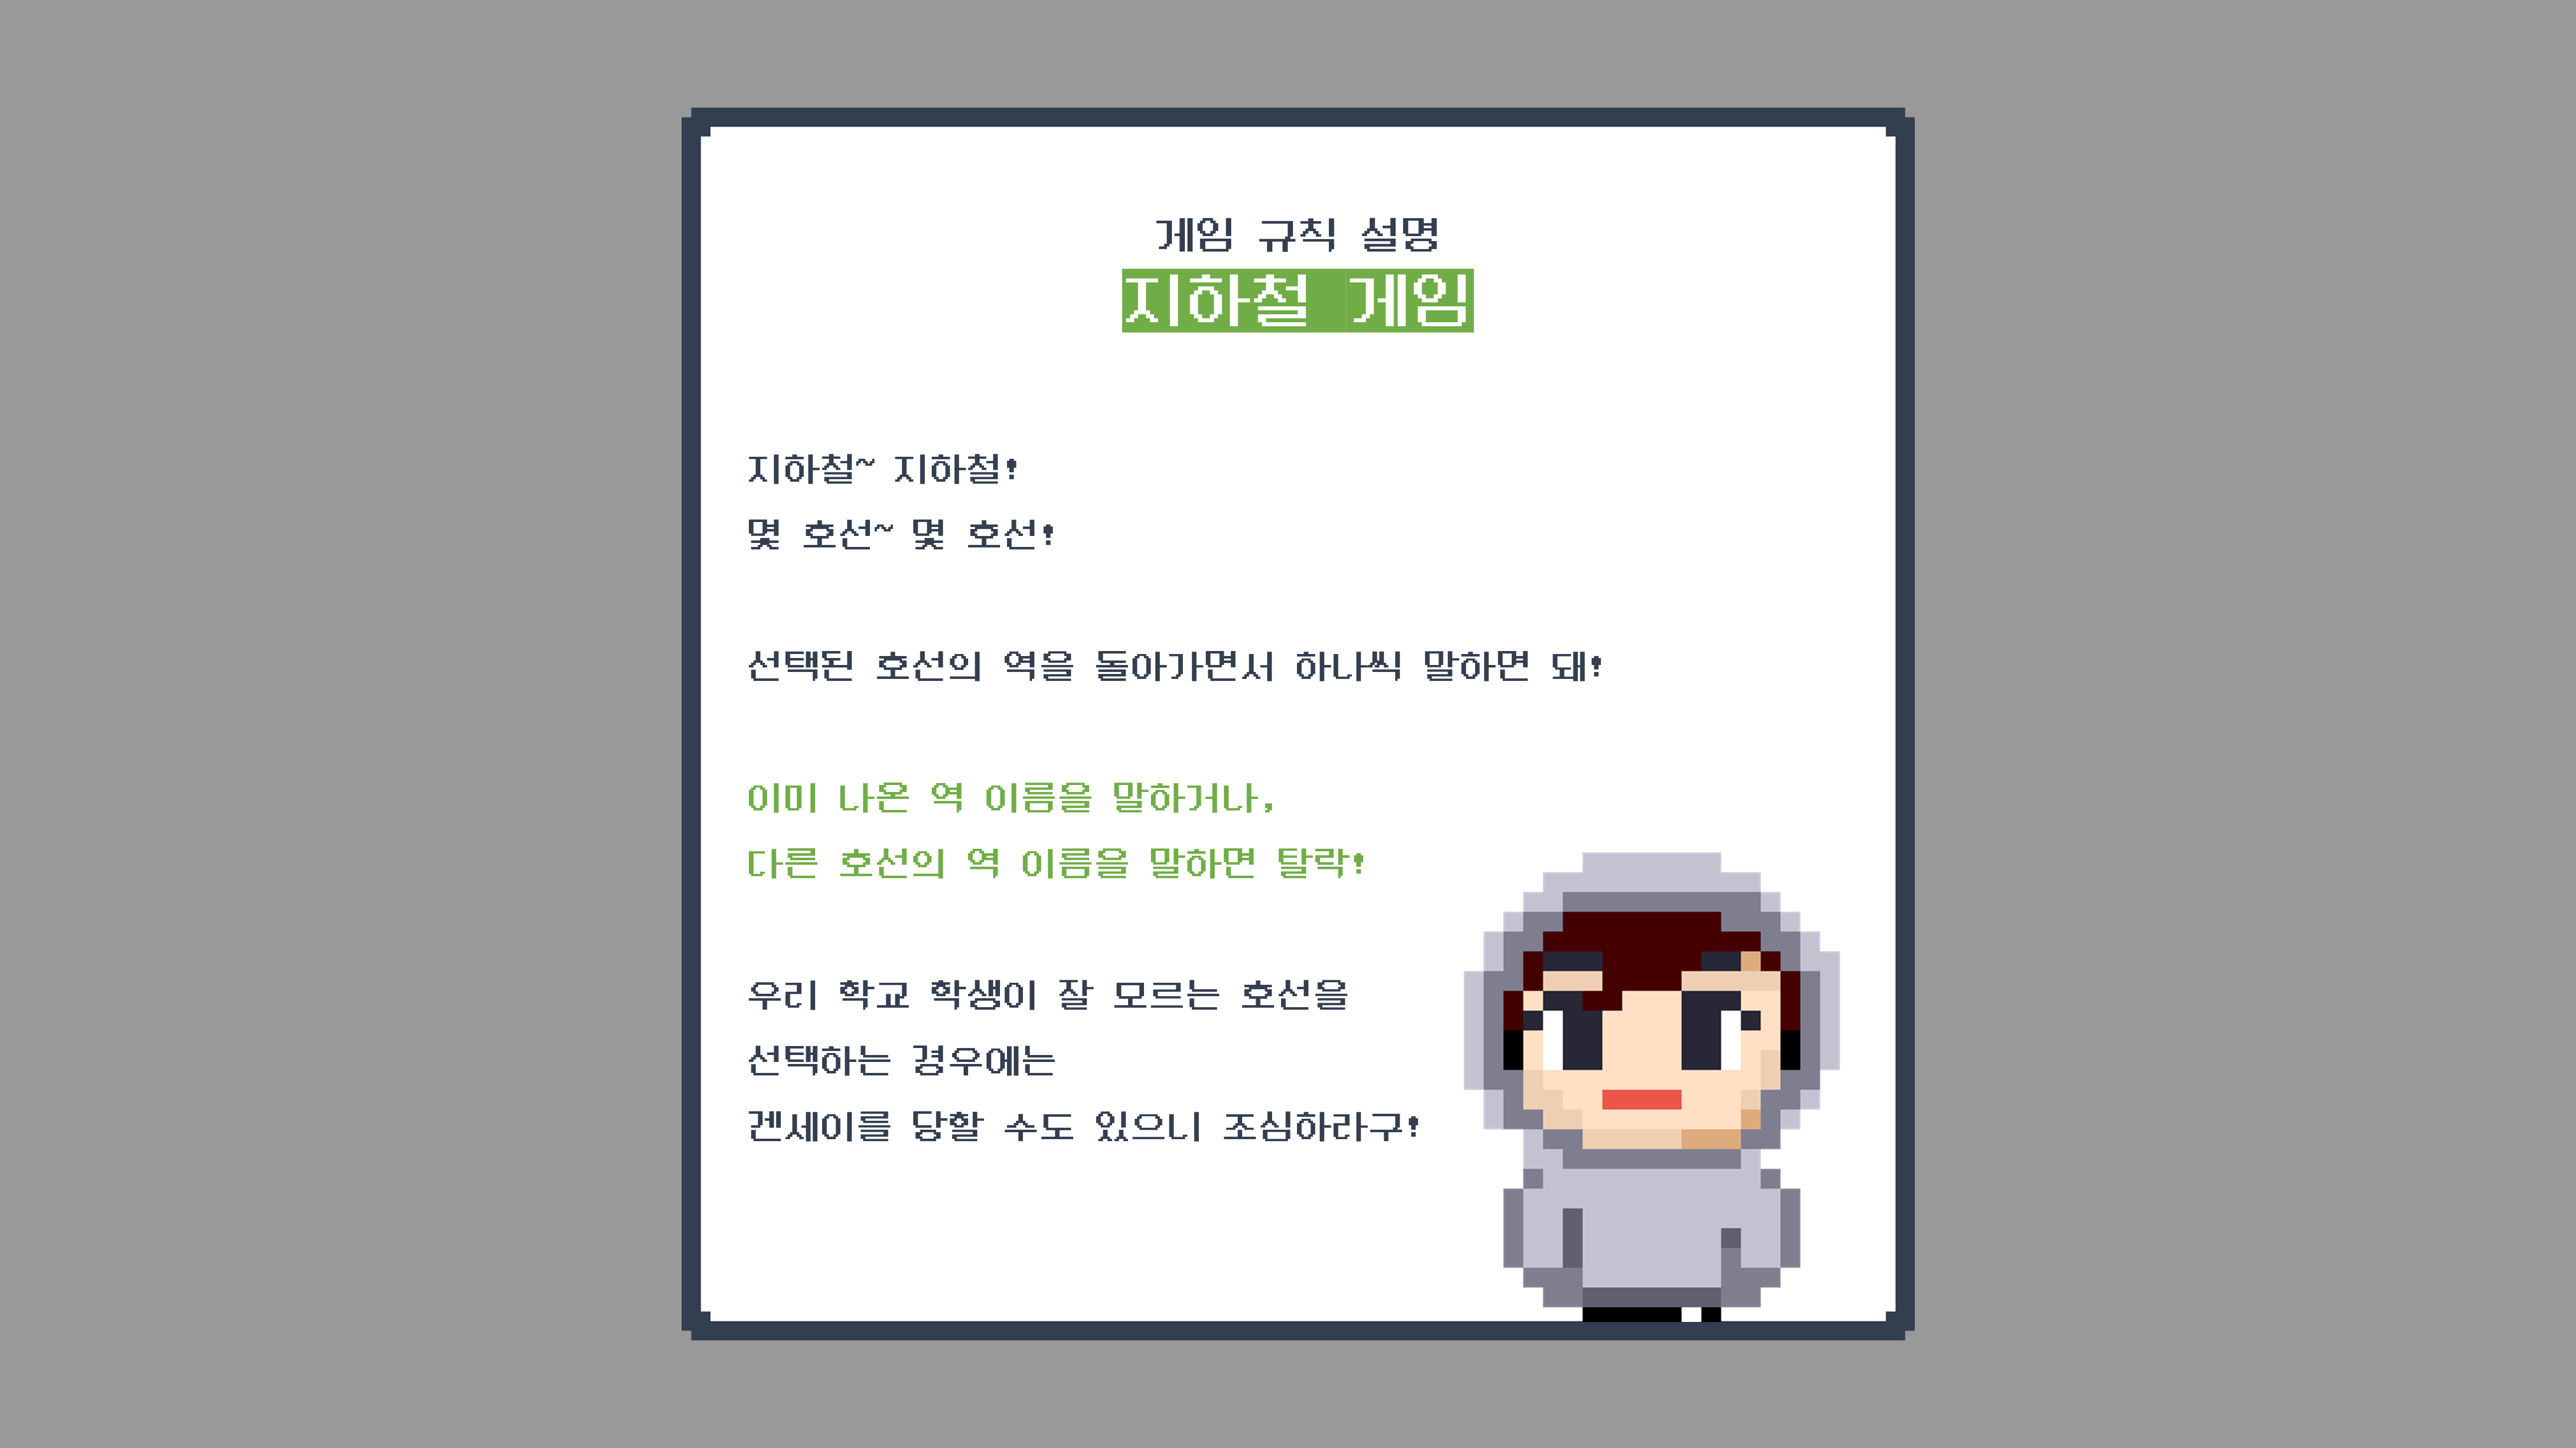 게임 규칙 설명
지하철 게임
지하철~ 지하철!
몇 호선~ 몇 호선!
선택된 호선의 역을 돌아가면서 하나씩 말하면 돼!
이미 나온 역 이름을 말하거나,
다른 호선의 역 이름을 말하면 탈락!
우리 학교 학생이 잘 모르는 호선을
선택하는 경우에는
켄세이를 당할 수도 있으니 조심하라구!